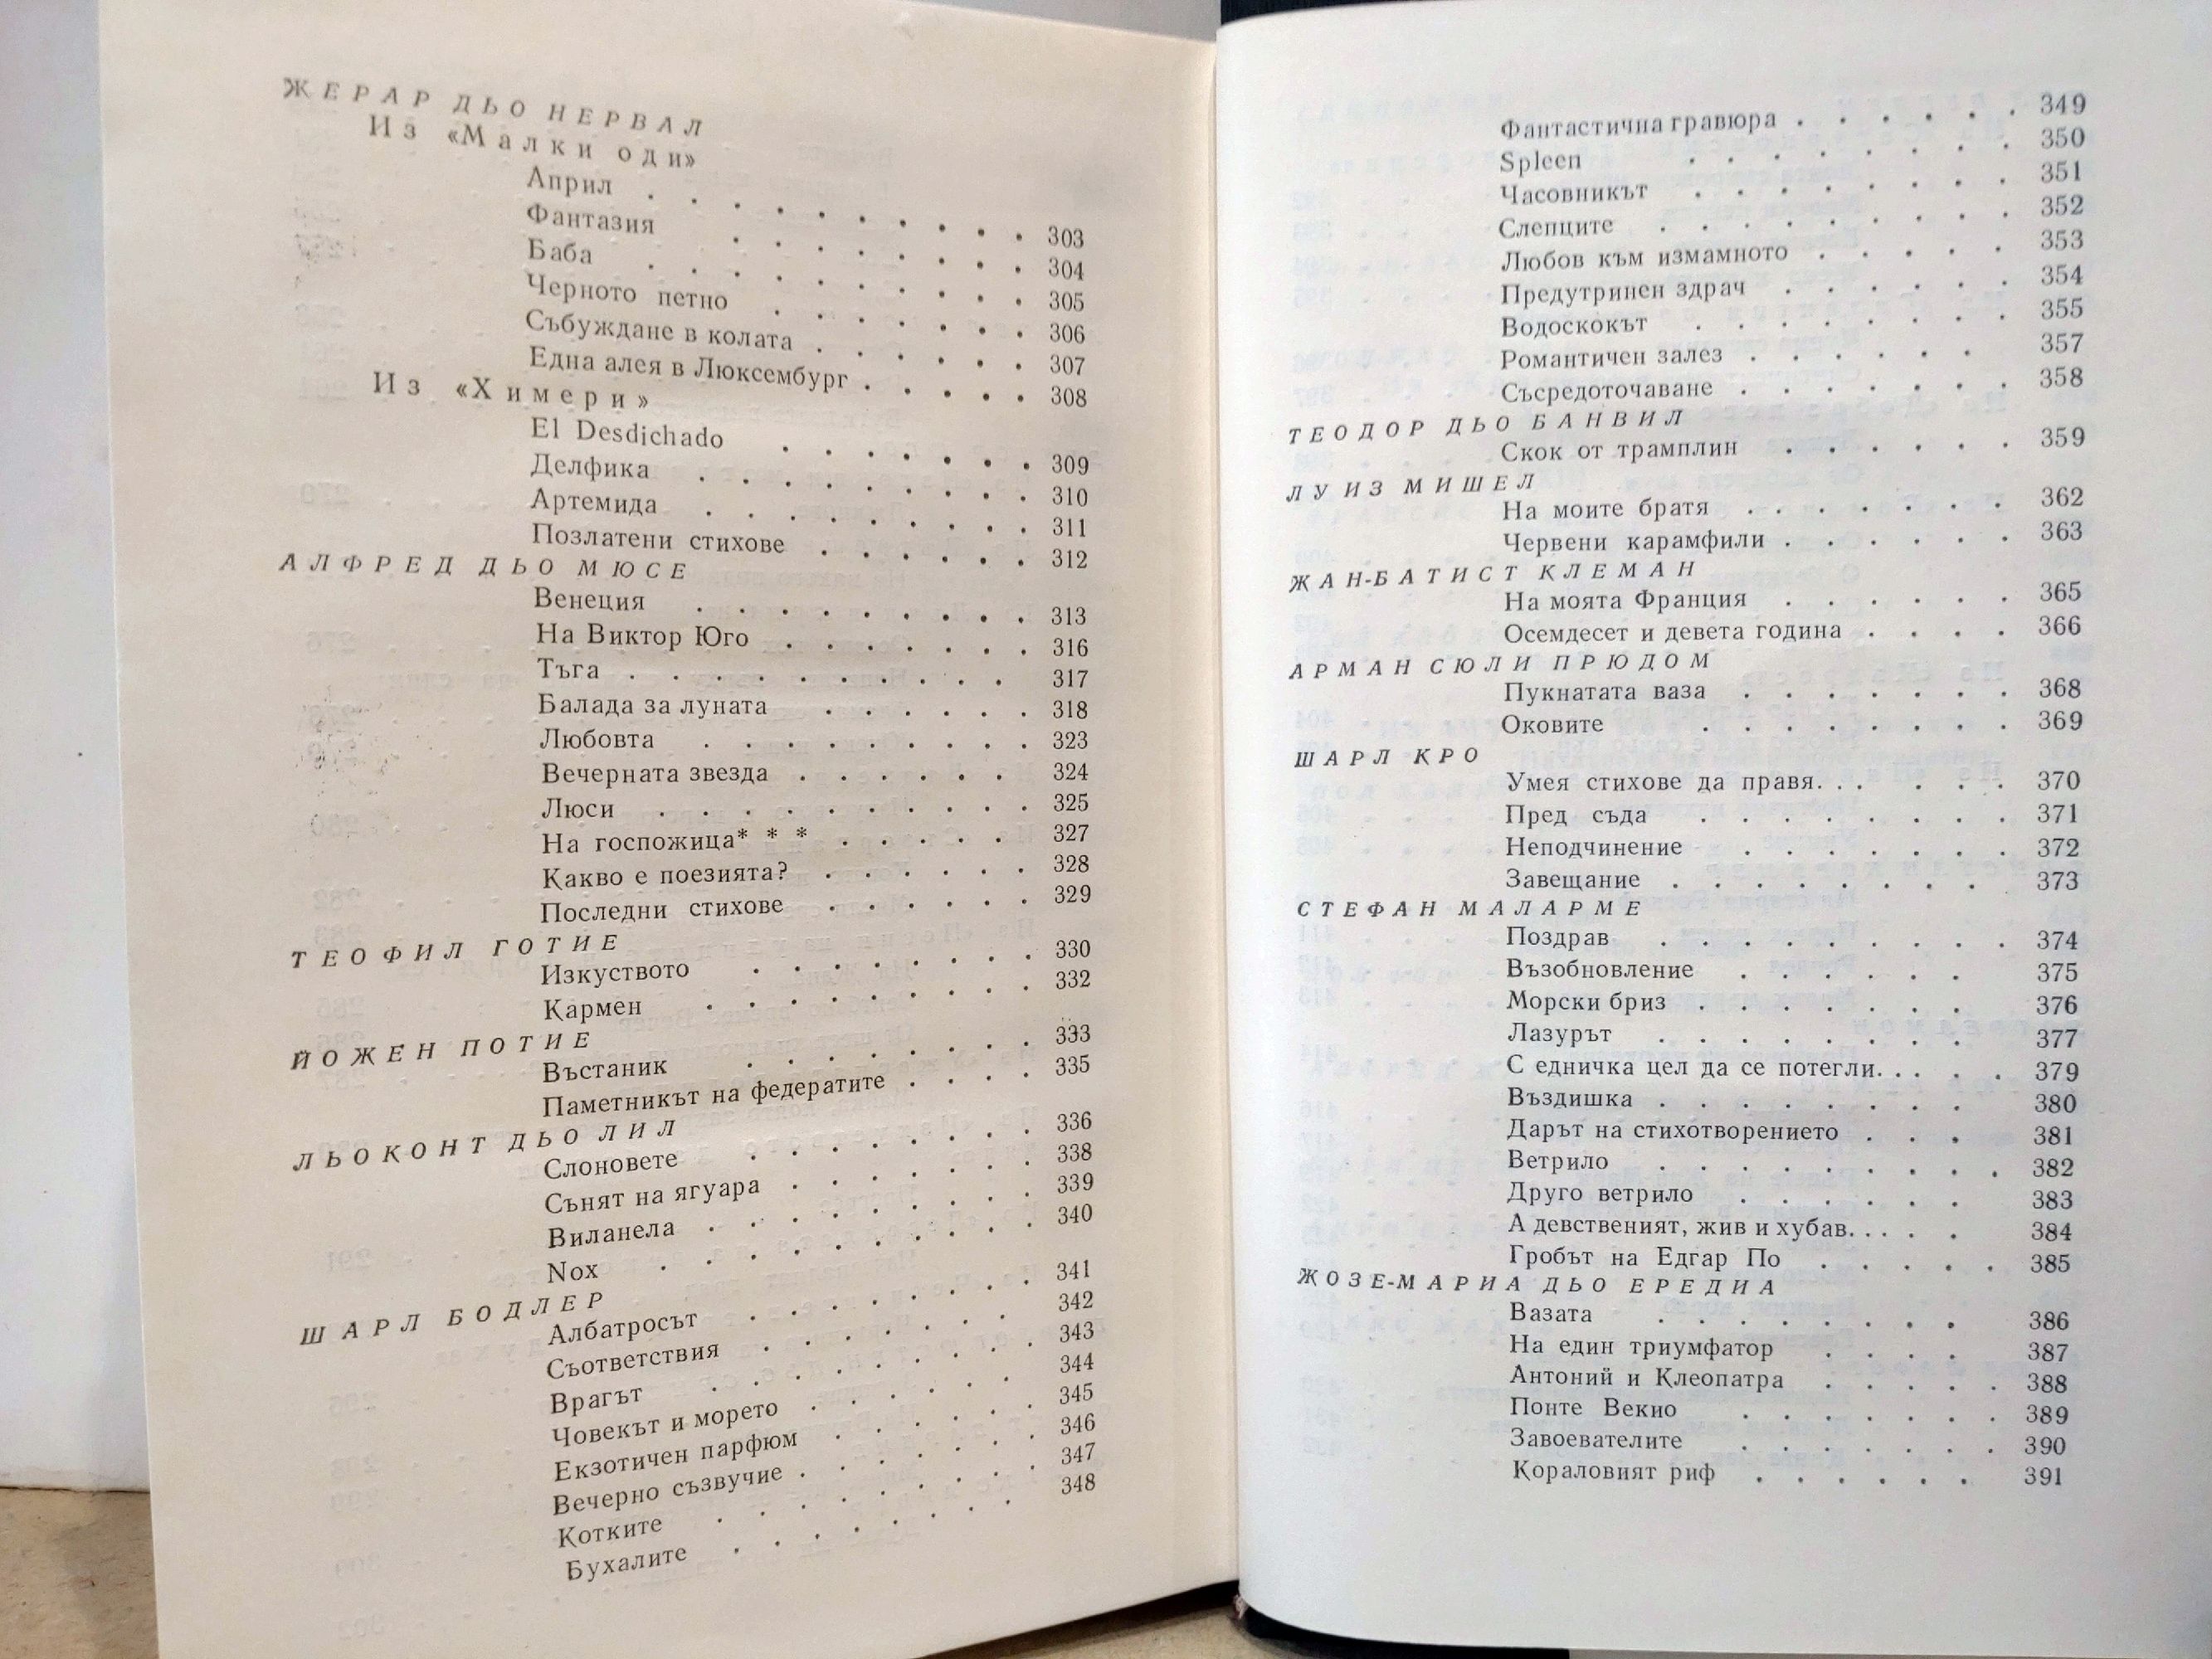 ЖЕРАР ДЬО НЕРВАЛ
Из «Малки оди»
Април . . . . . . . . . 303
Фантазия . . . . . . . 304
Баба . . . . . . . . . 305
Черното петно . . . . . . 306
Събуждане в колата . . . . . 307
Една алея в Люксембург . . . . 308
Из «Химери»
El Desdichado . . . . . . . 309
Делфика . . . . . . . . 310
Артемида . . . . . . . . 311
Позлатени стихове . . . . . 312
АЛФРЕД ДЬО МЮСЕ
Венеция . . . . . . . . 313
На Виктор Юго . . . . . . 316
Тъга . . . . . . . . . 317
Балада за луната . . . . . 318
Любовта . . . . . . . . 323
Вечерната звезда . . . . . 324
Люси . . . . . . . . . 325
На госпожица* * * . . . . . 327
Какво е поезията? . . . . . 328
Последни стихове . . . . . 329
ТЕОФИЛ ГОТИЕ
Изкуството . . . . . . . 330
Кармен . . . . . . . . 332
ЙОЖЕН ПОТИЕ
Въстаник . . . . . . . 333
Паметникът на федератите . . . . 335
ЛЬОКОНТ ДЬО ЛИЛ
Слоновете . . . . . . . 336
Сънят на ягуара . . . . . . 338
Виланела . . . . . . . . 339
Nox . . . . . . . . . 340
ШАРЛ БОДЛЕР
Албатросът . . . . . . . 341
Съответствия . . . . . . 342
Врагът . . . . . . . . 343
Човекът и морето . . . . . 344
Екзотичен парфюм . . . . . 345
Вечерно съзвучие . . . . . . 346
Котките . . . . . . . . 347
Бухалите . . . . . . . 348
Фантастична гравюра . . . . . . 349
Spleen . . . . . . . . 350
Часовникът . . . . . . . . 351
Слепците . . . . . . . . 352
Любов към измамното . . . . . 353
Предутринен здрач . . . . . . 354
Водоскокът . . . . . . . . 355
Романтичен залез . . . . . . 357
Съсредоточаване . . . . . . . 358
ТЕОДОР ДЬО БАНВИЛ
Скок от трамплин . . . . . . 359
ЛУИЗ МИШЕЛ
На моите братя . . . . . . . 362
Червени карамфили . . . . . . 363
ЖАН-БАТИСТ КЛЕМАН
На моята Франция . . . . . . 365
Осемдесет и девета година . . . . 366
АРМАН СЮЛИ ПРЮДОМ
Пукнатата ваза . . . . . . . 368
Оковите . . . . . . . . 369
ШАРЛ КРО
Умея стихове да правя. . . . . . 370
Пред съда . . . . . . . . 371
Неподчинение . . . . . . . 372
Завещание . . . . . . . . 373
СТЕФАН МАЛАРМЕ
Поздрав . . . . . . . . . 374
Възобновление . . . . . . 375
Морски бриз . . . . . . . 376
Лазурът . . . . . . . . 377
С едничка цел да се потегли. . . . . 379
Въздишка . . . . . . . . 380
Дарът на стихотворението . . . 381
Ветрило . . . . . . . . . 382
Друго ветрило . . . . . . 383
А девственият, жив и хубав. . . . . 384
Гробът на Едгар По . . . . . 385
ЖОЗЕ-МАРИА ДЬО ЕРЕДИА
Вазата . . . . . . . . 386
На един триумфатор . . . . 387
Антоний и Клеопатра . . . . . 388
Понте Векио . . . . . . . 389
Завоевателите . . . . . . . 390
Кораловият риф . . . . . . 391